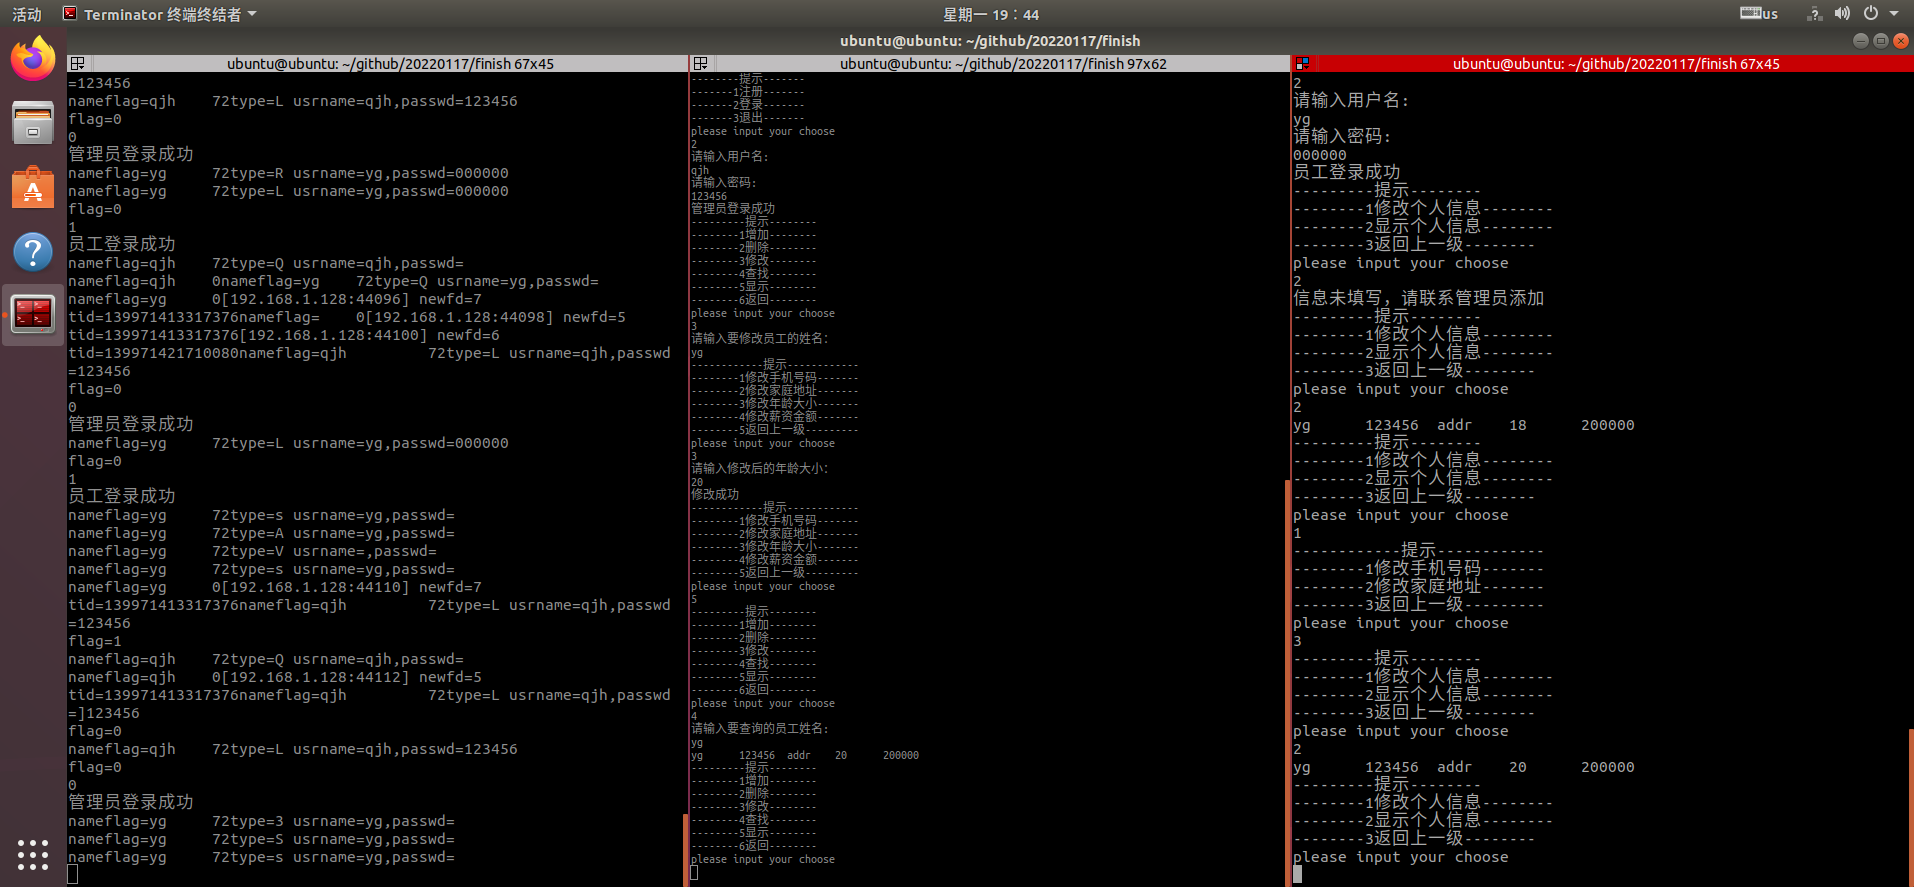 活动
Terminator 终端终结者
星期一 19：44
us
ubuntu@ubuntu: ~/github/20220117/finish
ubuntu@ubuntu: ~/github/20220117/finish 67x45
=123456
nameflag=qjh    72type=L usrname=qjh,passwd=123456
flag=0
0
管理员登录成功
nameflag=yg     72type=R usrname=yg,passwd=000000
nameflag=yg     72type=L usrname=yg,passwd=000000
flag=0
1
员工登录成功
nameflag=qjh    72type=Q usrname=qjh,passwd=
nameflag=qjh    0nameflag=yg    72type=Q usrname=yg,passwd=
nameflag=yg     0[192.168.1.128:44096] newfd=7
tid=139971413317376nameflag=    0[192.168.1.128:44098] newfd=5
tid=139971413317376[192.168.1.128:44100] newfd=6
tid=139971421710080nameflag=qjh         72type=L usrname=qjh,passwd
=123456
flag=0
0
管理员登录成功
nameflag=yg     72type=L usrname=yg,passwd=000000
flag=0
1
员工登录成功
nameflag=yg     72type=s usrname=yg,passwd=
nameflag=yg     72type=A usrname=yg,passwd=
nameflag=yg     72type=V usrname=,passwd=
nameflag=yg     72type=s usrname=yg,passwd=
nameflag=yg     0[192.168.1.128:44110] newfd=7
tid=139971413317376nameflag=qjh         72type=L usrname=qjh,passwd
=123456
flag=1
nameflag=qjh    72type=Q usrname=qjh,passwd=
nameflag=qjh    0[192.168.1.128:44112] newfd=5
tid=139971413317376nameflag=qjh         72type=L usrname=qjh,passwd
=]123456
flag=0
nameflag=qjh    72type=L usrname=qjh,passwd=123456
flag=0
0
管理员登录成功
nameflag=yg     72type=3 usrname=yg,passwd=
nameflag=yg     72type=S usrname=yg,passwd=
nameflag=yg     72type=s usrname=yg,passwd=
ubuntu@ubuntu: ~/github/20220117/finish 97x62
--------提示-------
-------1注册-------
-------2登录-------
-------3退出-------
please input your choose
2
请输入用户名:
qjh
请输入密码:
123456
管理员登录成功
---------提示--------
--------1增加--------
--------2删除--------
--------3修改--------
--------4查找--------
--------5显示--------
--------6返回--------
please input your choose
3
请输入要修改员工的姓名:
yg
------------提示------------
--------1修改手机号码-------
--------2修改家庭地址-------
--------3修改年龄大小-------
--------4修改薪资金额-------
--------5返回上一级---------
please input your choose
3
请输入修改后的年龄大小:
20
修改成功
------------提示------------
--------1修改手机号码-------
--------2修改家庭地址-------
--------3修改年龄大小-------
--------4修改薪资金额-------
--------5返回上一级---------
please input your choose
5
---------提示--------
--------1增加--------
--------2删除--------
--------3修改--------
--------4查找--------
--------5显示--------
--------6返回--------
please input your choose
4
请输入要查询的员工姓名:
yg
yg      123456  addr    20      200000
---------提示--------
--------1增加--------
--------2删除--------
--------3修改--------
--------4查找--------
--------5显示--------
--------6返回--------
please input your choose
ubuntu@ubuntu: ~/github/20220117/finish 67x45
2
请输入用户名:
yg
请输入密码:
000000
员工登录成功
---------提示--------
--------1修改个人信息--------
--------2显示个人信息--------
--------3返回上一级--------
please input your choose
2
信息未填写，请联系管理员添加
---------提示--------
--------1修改个人信息--------
--------2显示个人信息--------
--------3返回上一级--------
please input your choose
2
yg      123456  addr    18      200000
---------提示--------
--------1修改个人信息--------
--------2显示个人信息--------
--------3返回上一级--------
please input your choose
1
------------提示------------
--------1修改手机号码-------
--------2修改家庭地址-------
--------3返回上一级---------
please input your choose
3
---------提示--------
--------1修改个人信息--------
--------2显示个人信息--------
--------3返回上一级--------
please input your choose
2
yg      123456  addr    20      200000
---------提示--------
--------1修改个人信息--------
--------2显示个人信息--------
--------3返回上一级--------
please input your choose